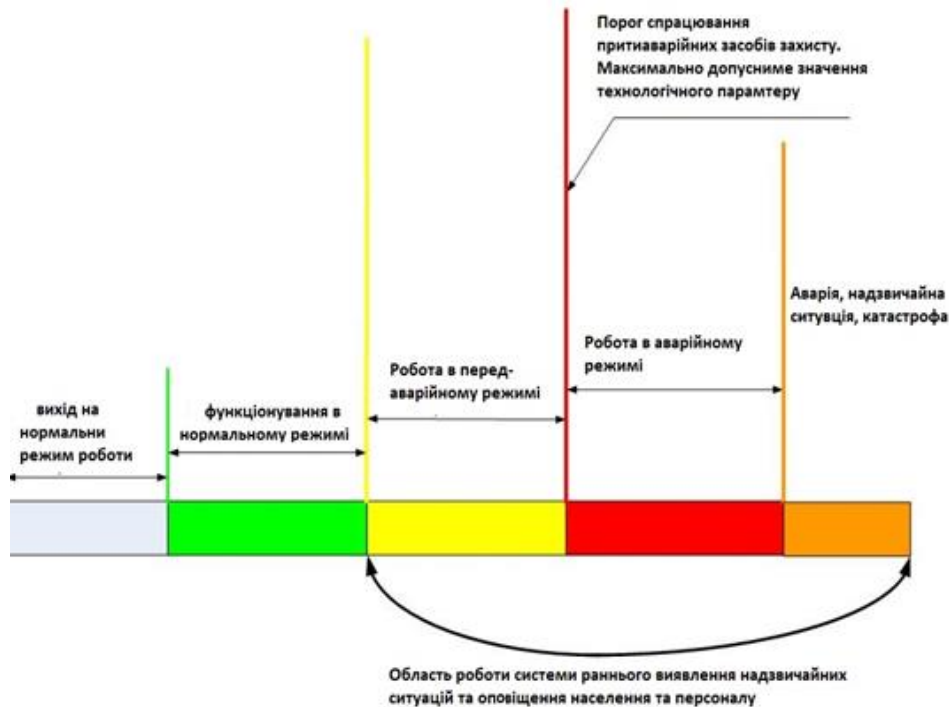 Порог спрацювання
притиаварійних засобів захисту.
Максимально допусниме значення
технологічного парамтеру
Аварія, надзвичайна
ситувція, катастрофа
Робота в аварійному
режимі
Робота в перед-
аварійному режимі
функціонування в
нормальному режимі
вихід на
нормальни
режим роботи
Область роботи системи раннього виявлення надзвичайних
ситуацій та оповіщення населення та персоналу